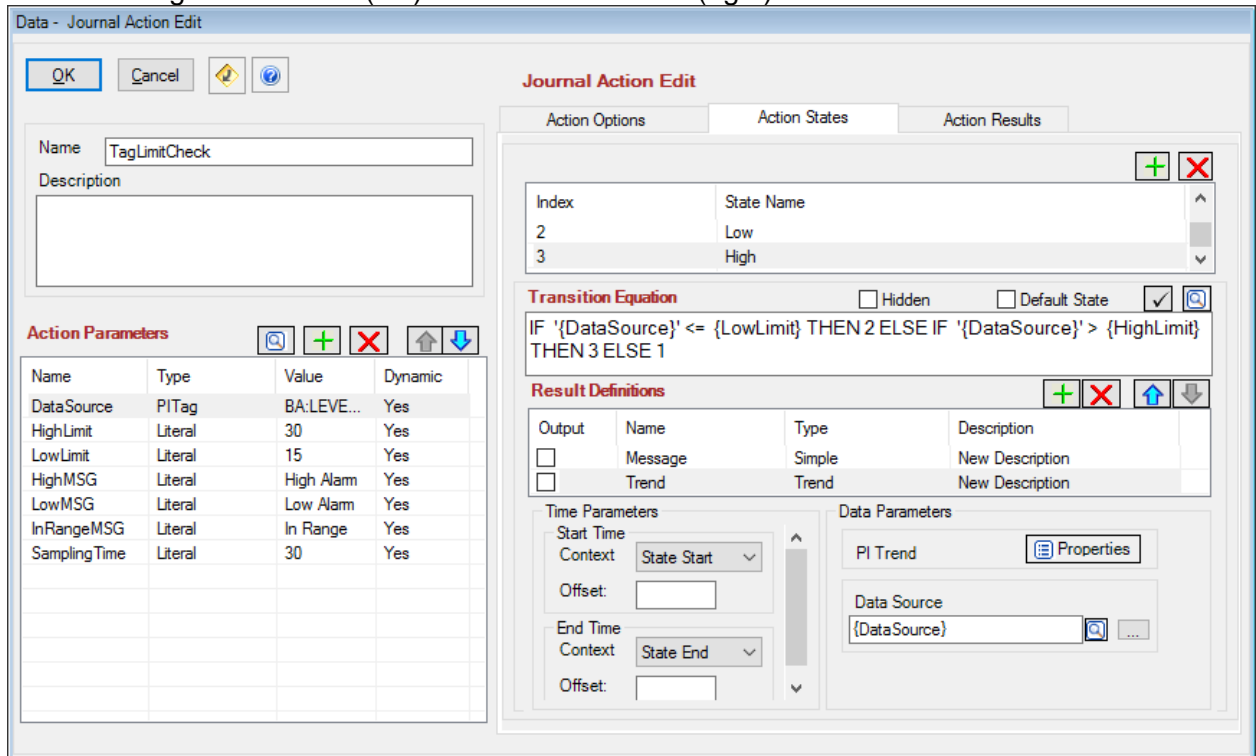 Data - Journal Action Edit
OK
Cancel
Name
TagLimitCheck
Description
Action Parameters
Name Type Value Dynamic
DataSource PITag BA:LEVE... Yes
HighLimit Literal 30 Yes
LowLimit Literal 15 Yes
HighMSG Literal High Alarm Yes
LowMSG Literal Low Alarm Yes
InRangeMSG Literal In Range Yes
SamplingTime Literal 30 Yes
Journal Action Edit
Action Options Action States Action Results
Index State Name
2 Low
3 High
Transition Equation Hidden Default State
IF '{DataSource}' <= {LowLimit} THEN 2 ELSE IF '{DataSource}' > {HighLimit}
THEN 3 ELSE 1
Result Definitions
Output Name Type Description
Message Simple New Description
Trend Trend New Description
Time Parameters
Start Time
Context State Start
Offset:
End Time
Context State End
Offset:
Data Parameters
PI Trend Properties
Data Source
{DataSource} ...